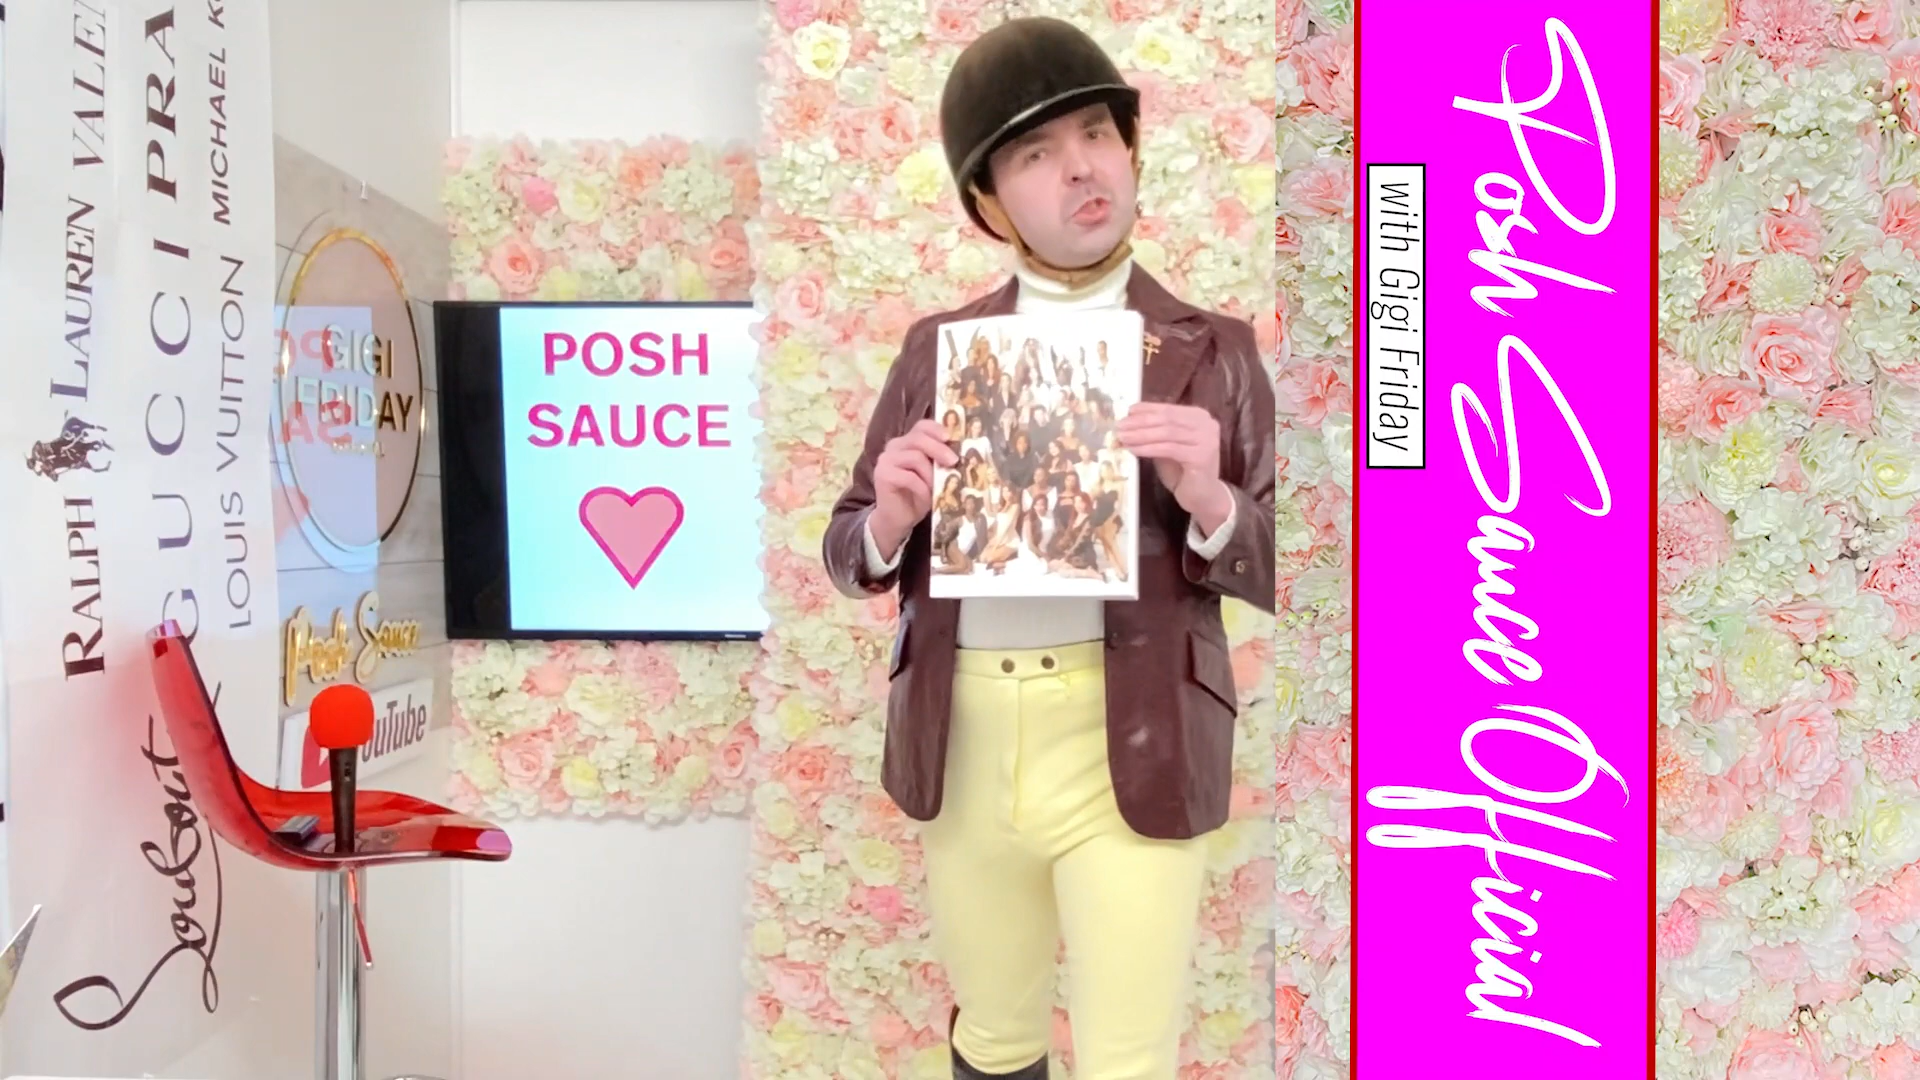 RALPH LAUREN VALE
GUCCI PRA
LOUIS VUITTON MICHAEL K
Louboutin
GIGI
FRIDAY
Posh Sauce
YouTube
POSH
SAUCE
Posh Sauce Official
with Gigi Friday